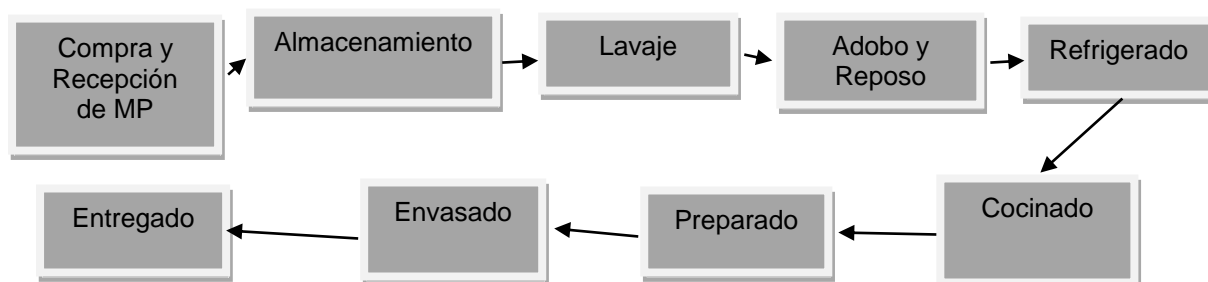 Compra y
Recepción
de MP
Almacenamiento
Lavaje
Adobo y
Reposo
Refrigerado
Cocinado
Preparado
Envasado
Entregado